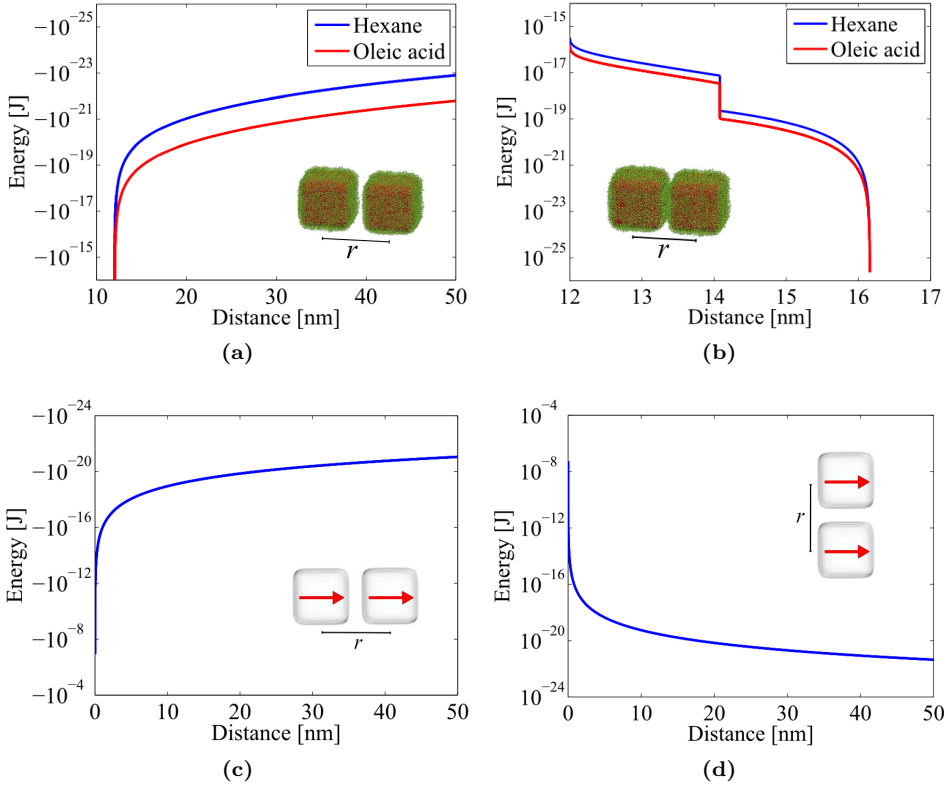 −10⁻²⁵
−10⁻²³
−10⁻²¹
−10⁻¹⁹
−10⁻¹⁷
−10⁻¹⁵
Energy [J]
Hexane
Oleic acid
r
10 20 30 40 50
Distance [nm]
(a)
10⁻¹⁵
10⁻¹⁷
10⁻¹⁹
10⁻²¹
10⁻²³
10⁻²⁵
Energy [J]
Hexane
Oleic acid
r
12 13 14 15 16 17
Distance [nm]
(b)
−10⁻²⁴
−10⁻²⁰
−10⁻¹⁶
−10⁻¹²
−10⁻⁸
−10⁻⁴
Energy [J]
r
0 10 20 30 40 50
Distance [nm]
(c)
10⁻⁴
10⁻⁸
10⁻¹²
10⁻¹⁶
10⁻²⁰
10⁻²⁴
Energy [J]
r
0 10 20 30 40 50
Distance [nm]
(d)